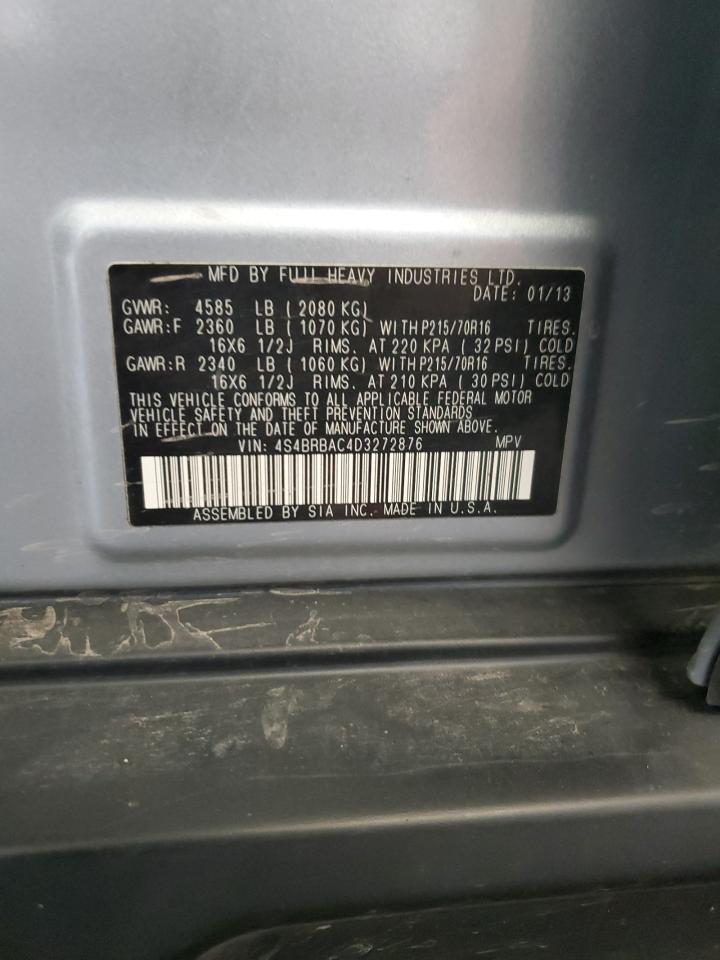 MFD BY FUJI HEAVY INDUSTRIES LTD.
DATE: 01/13
GVWR: 4585 LB ( 2080 KG)
GAWR:F 2360 LB ( 1070 KG) WITH P215/70R16 TIRES.
16X6 1/2J RIMS. AT 220 KPA ( 32 PSI) COLD
GAWR:R 2340 LB ( 1060 KG) WITH P215/70R16 TIRES.
16X6 1/2J RIMS. AT 210 KPA ( 30 PSI) COLD
THIS VEHICLE CONFORMS TO ALL APPLICABLE FEDERAL MOTOR
VEHICLE SAFETY AND THEFT PREVENTION STANDARDS
IN EFFECT ON THE DATE OF MANUFACTURE SHOWN ABOVE.
VIN: 4S4BRBAC4D3272876 MPV
ASSEMBLED BY SIA INC. MADE IN U.S.A.